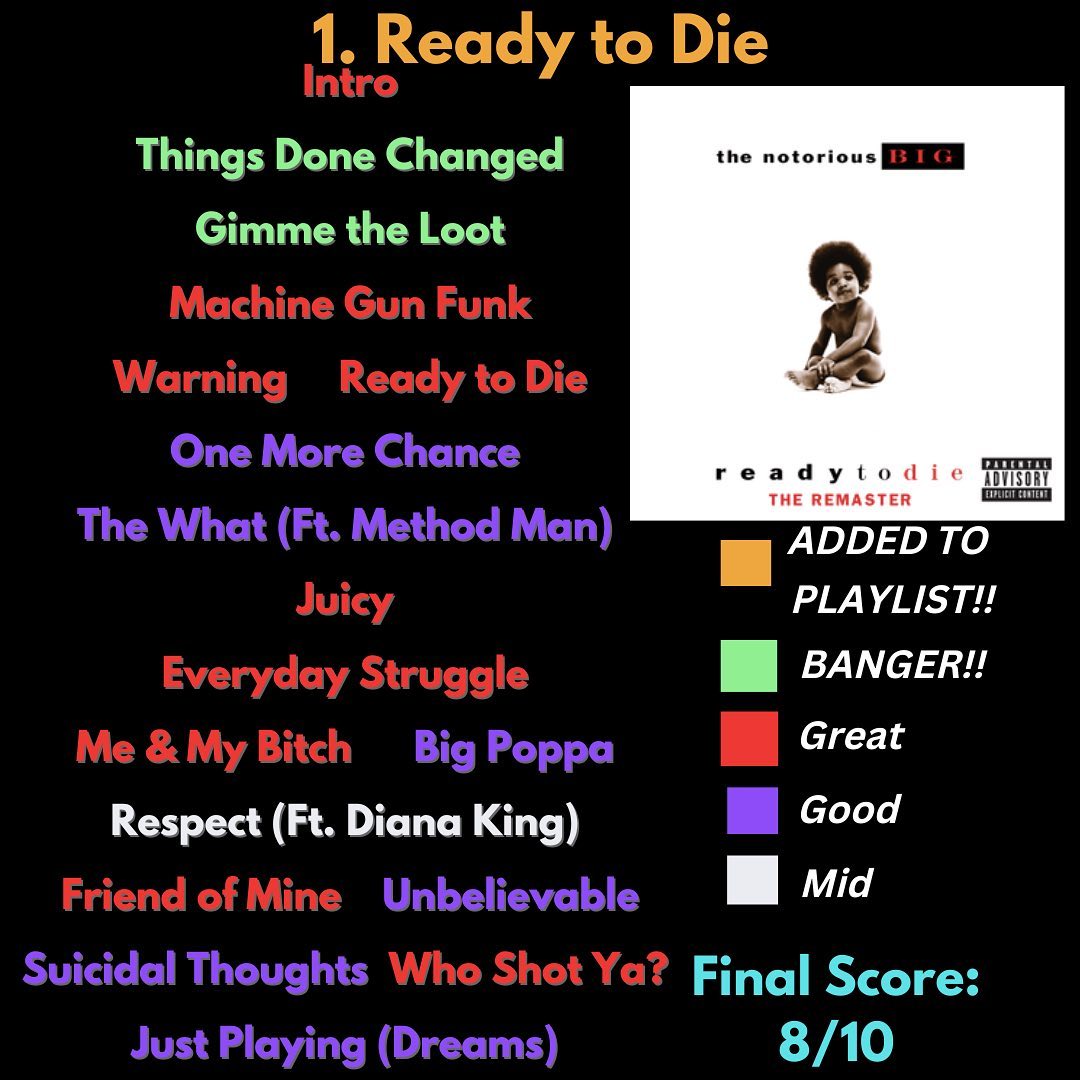 1. Ready to Die
Intro
Things Done Changed
Gimme the Loot
Machine Gun Funk
Warning Ready to Die
One More Chance
The What (Ft. Method Man)
Juicy
Everyday Struggle
Me & My Bitch Big Poppa
Respect (Ft. Diana King)
Friend of Mine Unbelievable
Suicidal Thoughts Who Shot Ya?
Just Playing (Dreams)
the notorious BIG
readytodie
THE REMASTER
PARENTAL
ADVISORY
EXPLICIT CONTENT
ADDED TO
PLAYLIST!!
BANGER!!
Great
Good
Mid
Final Score:
8/10